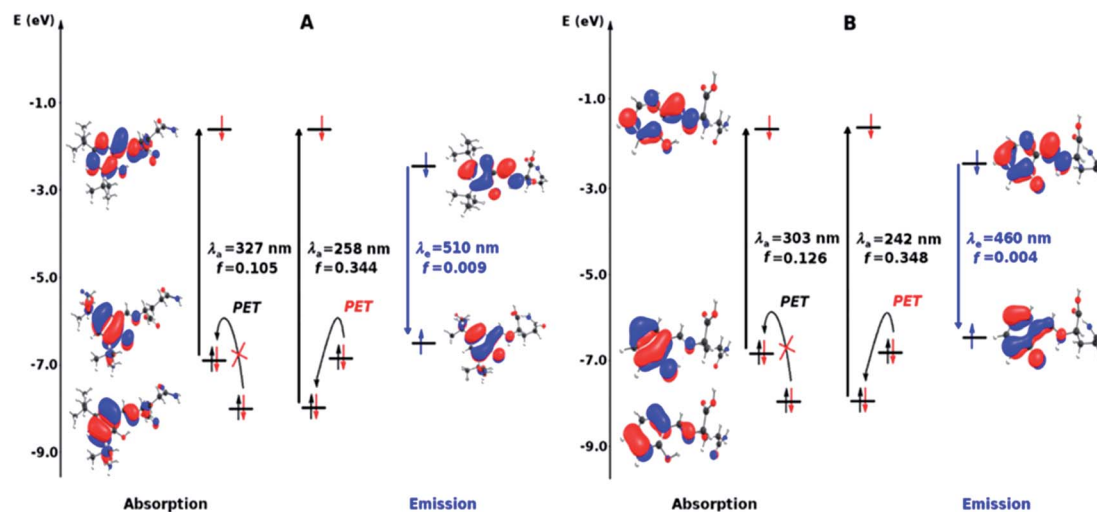 E (eV)
A
-1.0
-3.0
-5.0
-7.0
-9.0
λa=327 nm
f=0.105
λa=258 nm
f=0.344
λe=510 nm
f=0.009
PET
PET
Absorption
Emission
E (eV)
B
-1.0
-3.0
-5.0
-7.0
-9.0
λa=303 nm
f=0.126
λa=242 nm
f=0.348
λe=460 nm
f=0.004
PET
PET
Absorption
Emission